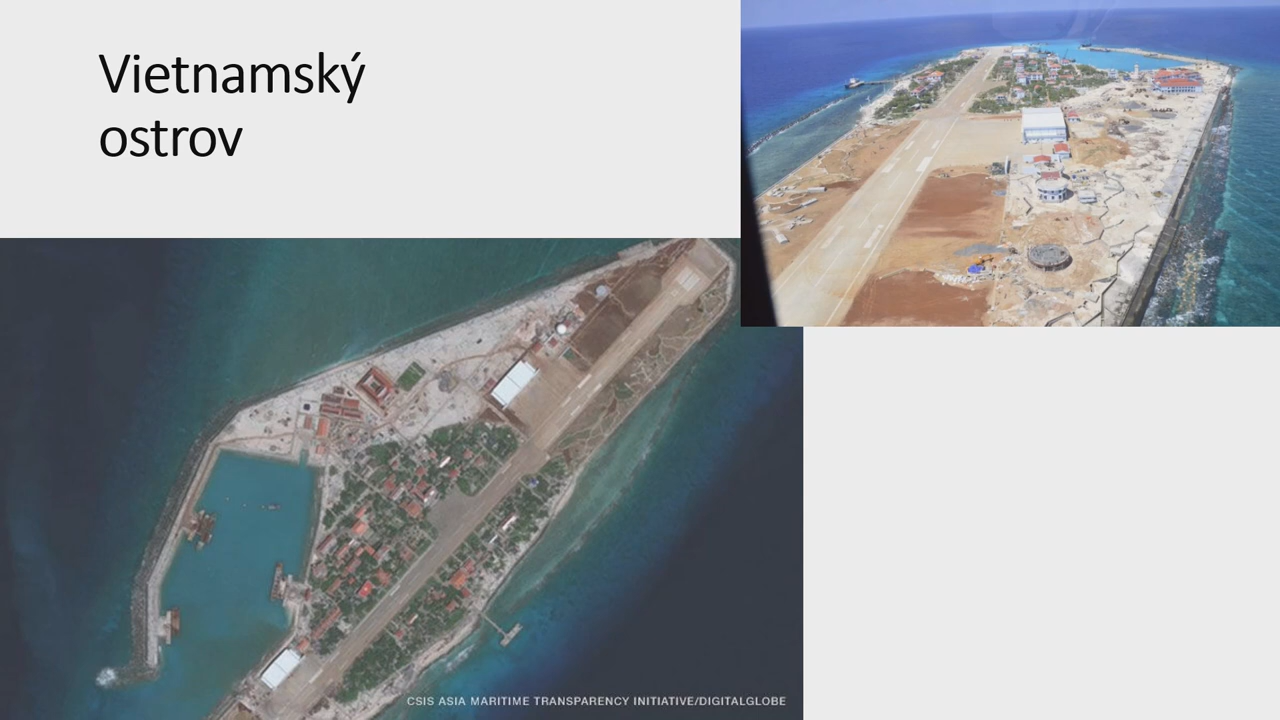 Vietnamský
ostrov
CSIS ASIA MARITIME TRANSPARENCY INITIATIVE/DIGITALGLOBE